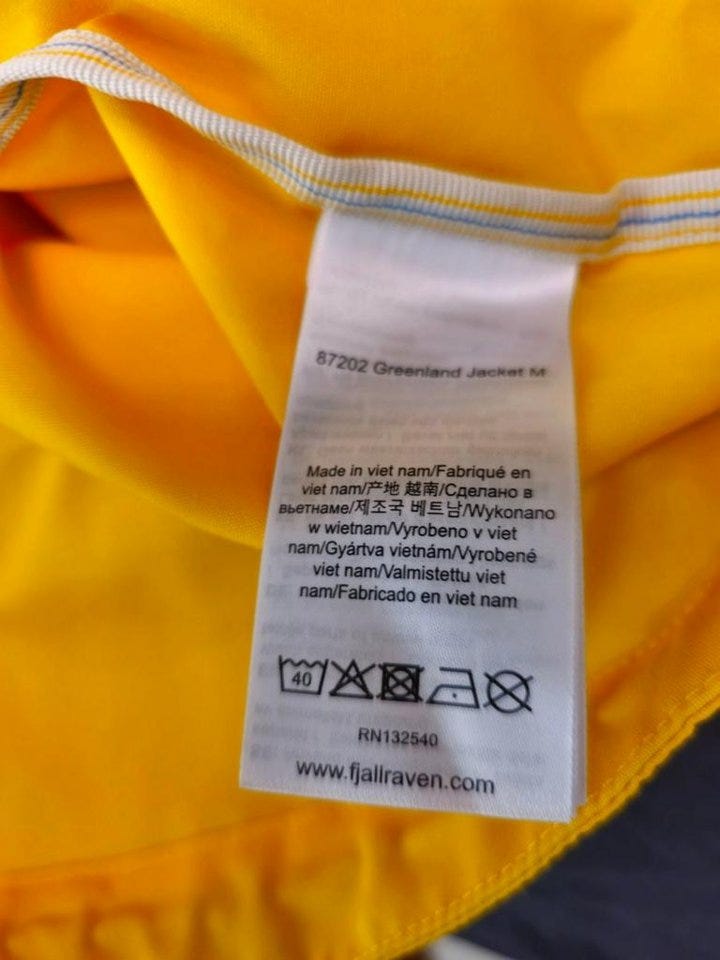 87202 Greenland Jacket M
Made in viet nam/Fabriqué en
viet nam/产地 越南/Сделано в
вьетнаме/제조국 베트남/Wykonano
w wietnam/Vyrobeno v viet
nam/Gyártva vietnám/Vyrobené
viet nam/Valmistettu viet
nam/Fabricado en viet nam
40
RN132540
www.fjallraven.com